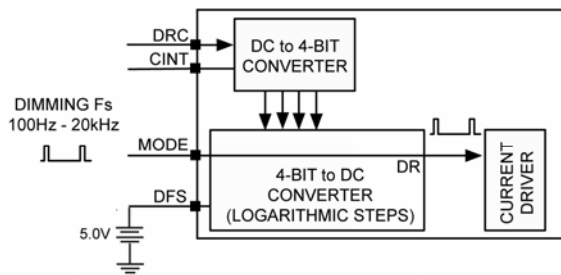 DRC
CINT
DC to 4-BIT
CONVERTER
DIMMING Fs
100Hz - 20kHz
MODE
DR
4-BIT to DC
CONVERTER
(LOGARITHMIC STEPS)
CURRENT
DRIVER
DFS
5.0V